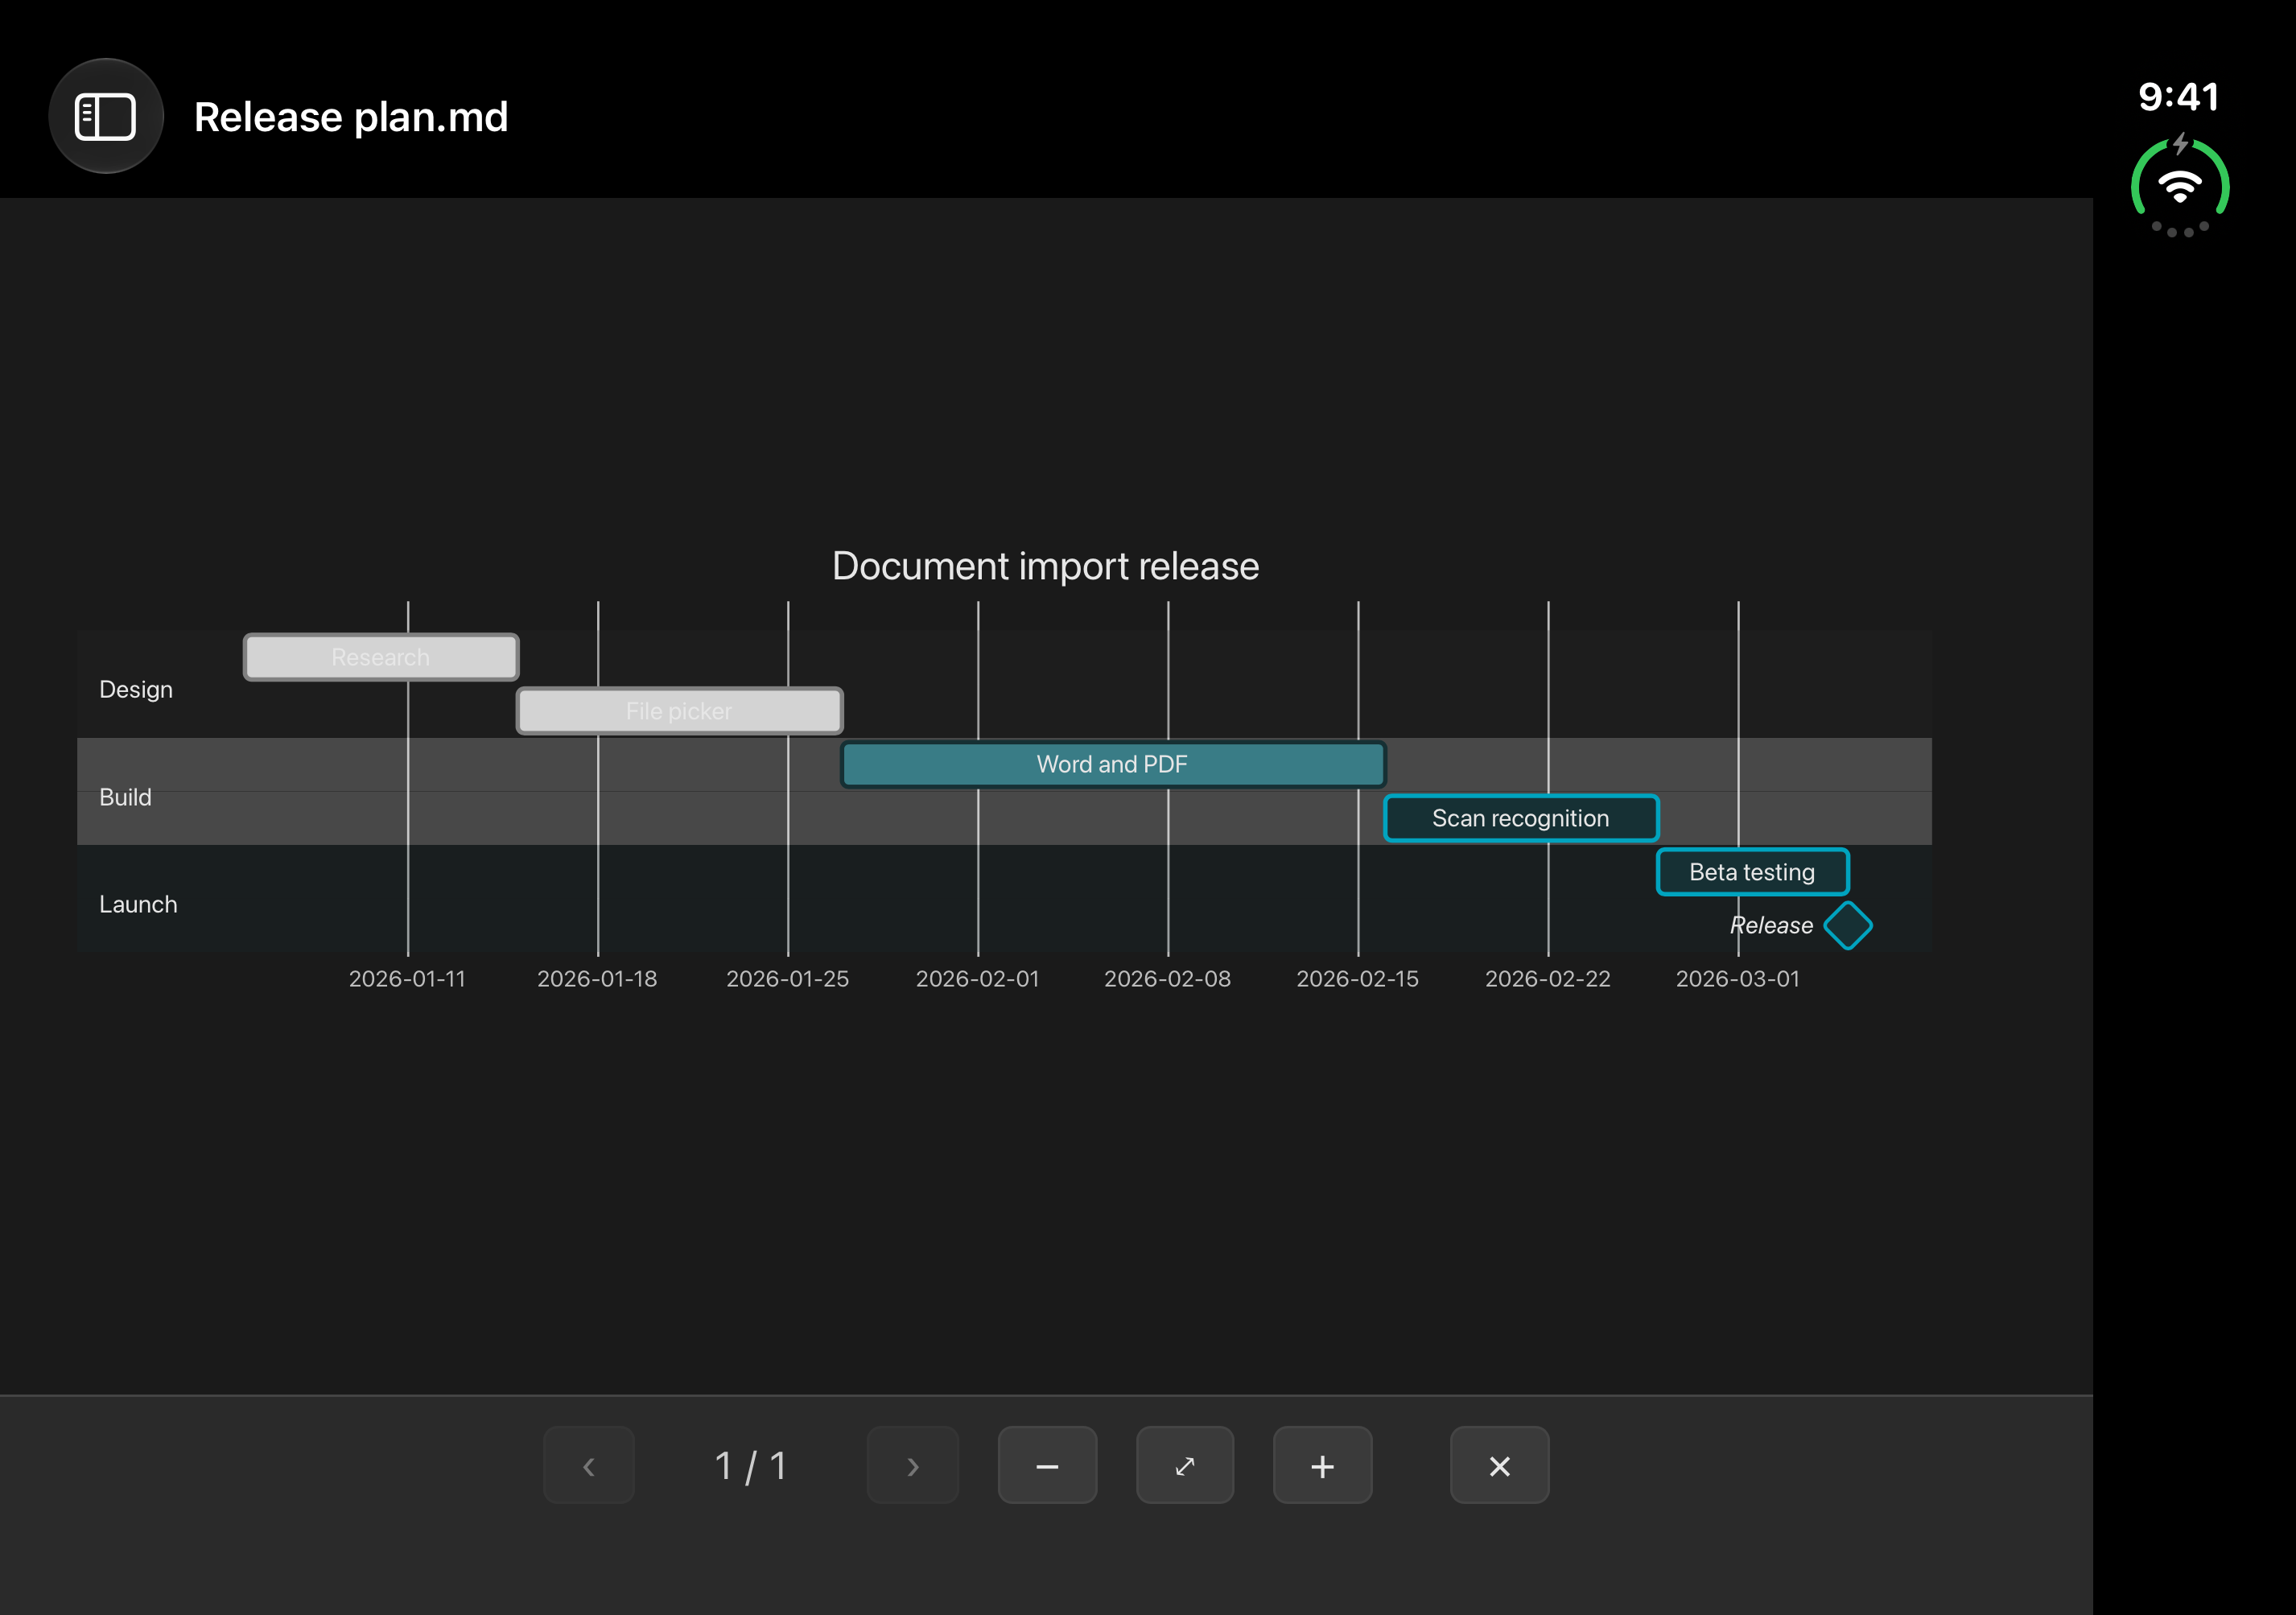 Release plan.md
9:41
Document import release
Research
Design
File picker
Word and PDF
Build
Scan recognition
Beta testing
Launch
Release
2026-01-11
2026-01-18
2026-01-25
2026-02-01
2026-02-08
2026-02-15
2026-02-22
2026-03-01
1 / 1